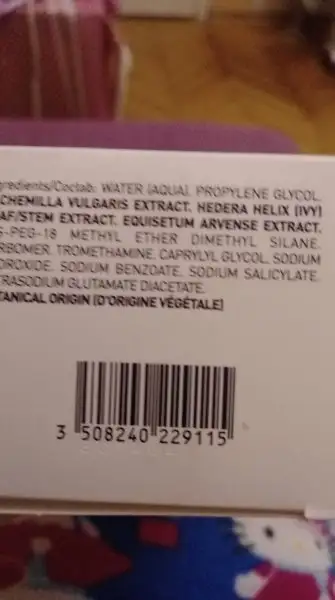 gredients/Coctab: WATER (AQUA). PROPYLENE GLYCOL.
CHEMILLA VULGARIS EXTRACT. HEDERA HELIX (IVY)
AF/STEM EXTRACT. EQUISETUM ARVENSE EXTRACT.
S-PEG-18 METHYL ETHER DIMETHYL SILANE.
RBOMER. TROMETHAMINE. CAPRYLYL GLYCOL. SODIUM
DROXIDE. SODIUM BENZOATE. SODIUM SALICYLATE.
TRASODIUM GLUTAMATE DIACETATE.
TANICAL ORIGIN (D'ORIGINE VÉGÉTALE)
3 508240 229115